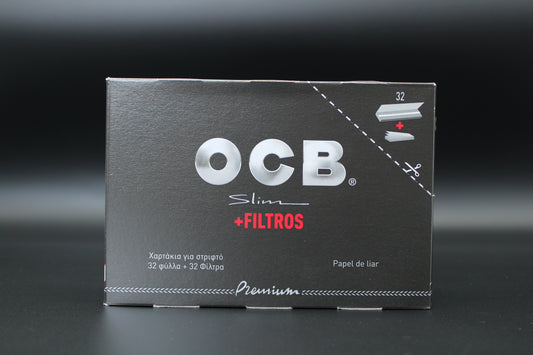 32
+
OCB®
Slim
+FILTROS
Χαρτάκια για στριφτό
32 φύλλα + 32 Φίλτρα
Papel de liar
Premium